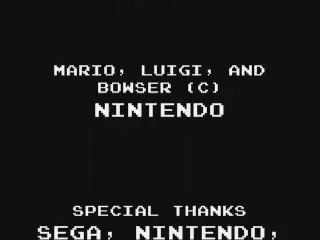 MARIO, LUIGI, AND
BOWSER (C)
NINTENDO
SPECIAL THANKS
SEGA, NINTENDO,